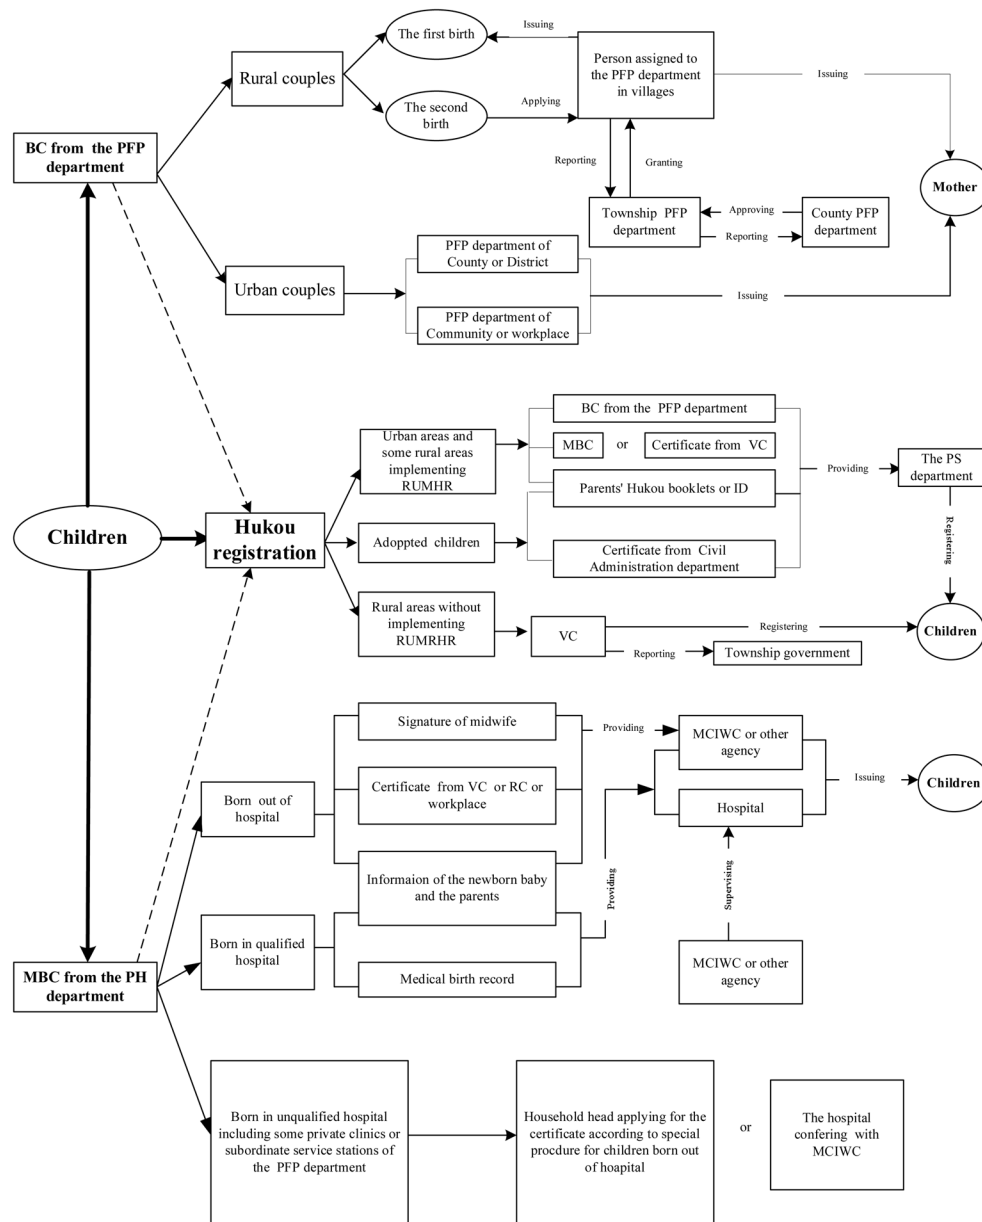 The first birth
Issuing
Person assigned to
the PFP department
in villages
Issuing
Rural couples
The second
birth
Applying
BC from  the  PFP
department
Reporting
Granting
Mother
Township  PFP
department
Approving
Reporting
County PFP
department
PFP department of
County or District
Urban couples
Issuing
PFP department of
Community or workplace
BC from the  PFP department
Urban areas and
some rural areas
implementing
RUMHR
MBC
or
Certificate from  VC
Providing
The PS
department
Parents' Hukou booklets or ID
Children
Hukou
registration
Adoppted  children
Certificate from  Civil
Administration department
Registering
Rural areas without
implementing
RUMRHR
VC
Registering
Reporting
Township government
Children
Signature of midwife
Providing
MCIWC or other
agency
Certificate  from VC  or RC or
workplace
Born  out of
hospital
Hospital
Issuing
Children
Informaion of the newborn baby
and the parents
Providing
Supervising
Born in qualified
hospital
Medical birth record
MCIWC or other
agency
MBC from the PH
department
Born in unqualified hospital
including some private clinics or
subordinate service stations of
the  PFP department
Household head applying for the
certificate according to special
procdure for children born out
of hoapital
or
The hospital
confering  with
MCIWC